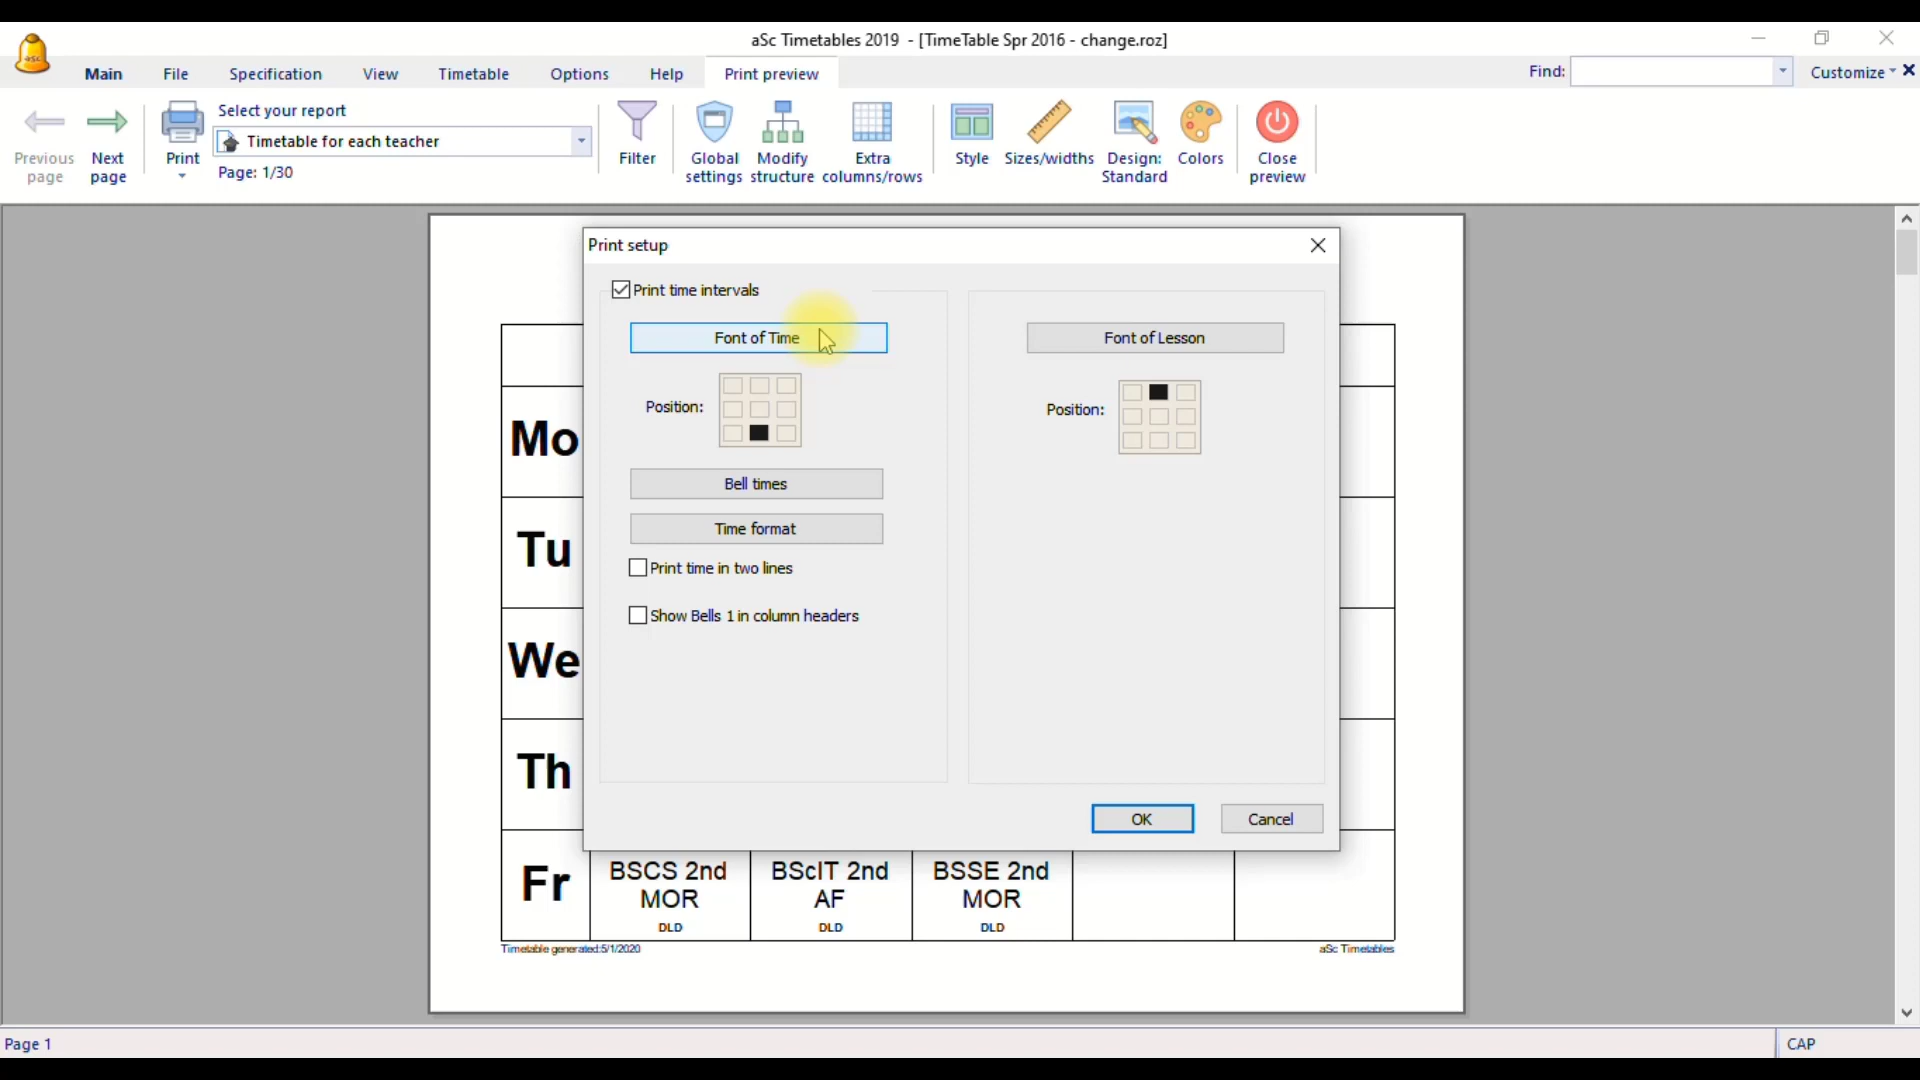 aSc Timetables 2019 - [TimeTable Spr 2016 - change.roz]
asc
Main File Specification View Timetable Options Help Print preview Find: Customize
Previous page
Next page
Print
Select your report
Timetable for each teacher
Page: 1/30
Filter
Global settings
Modify structure
Extra columns/rows
Style
Sizes/widths
Design: Standard
Colors
Close preview
Print setup
Print time intervals
Font of Time
Font of Lesson
Position:
Position:
Bell times
Time format
Print time in two lines
Show Bells 1 in column headers
OK
Cancel
Mo
Tu
We
Th
Fr
BSCS 2nd MOR
DLD
BScIT 2nd AF
DLD
BSSE 2nd MOR
DLD
Timetable generated:5/1/2020
aSc Timetables
Page 1
CAP